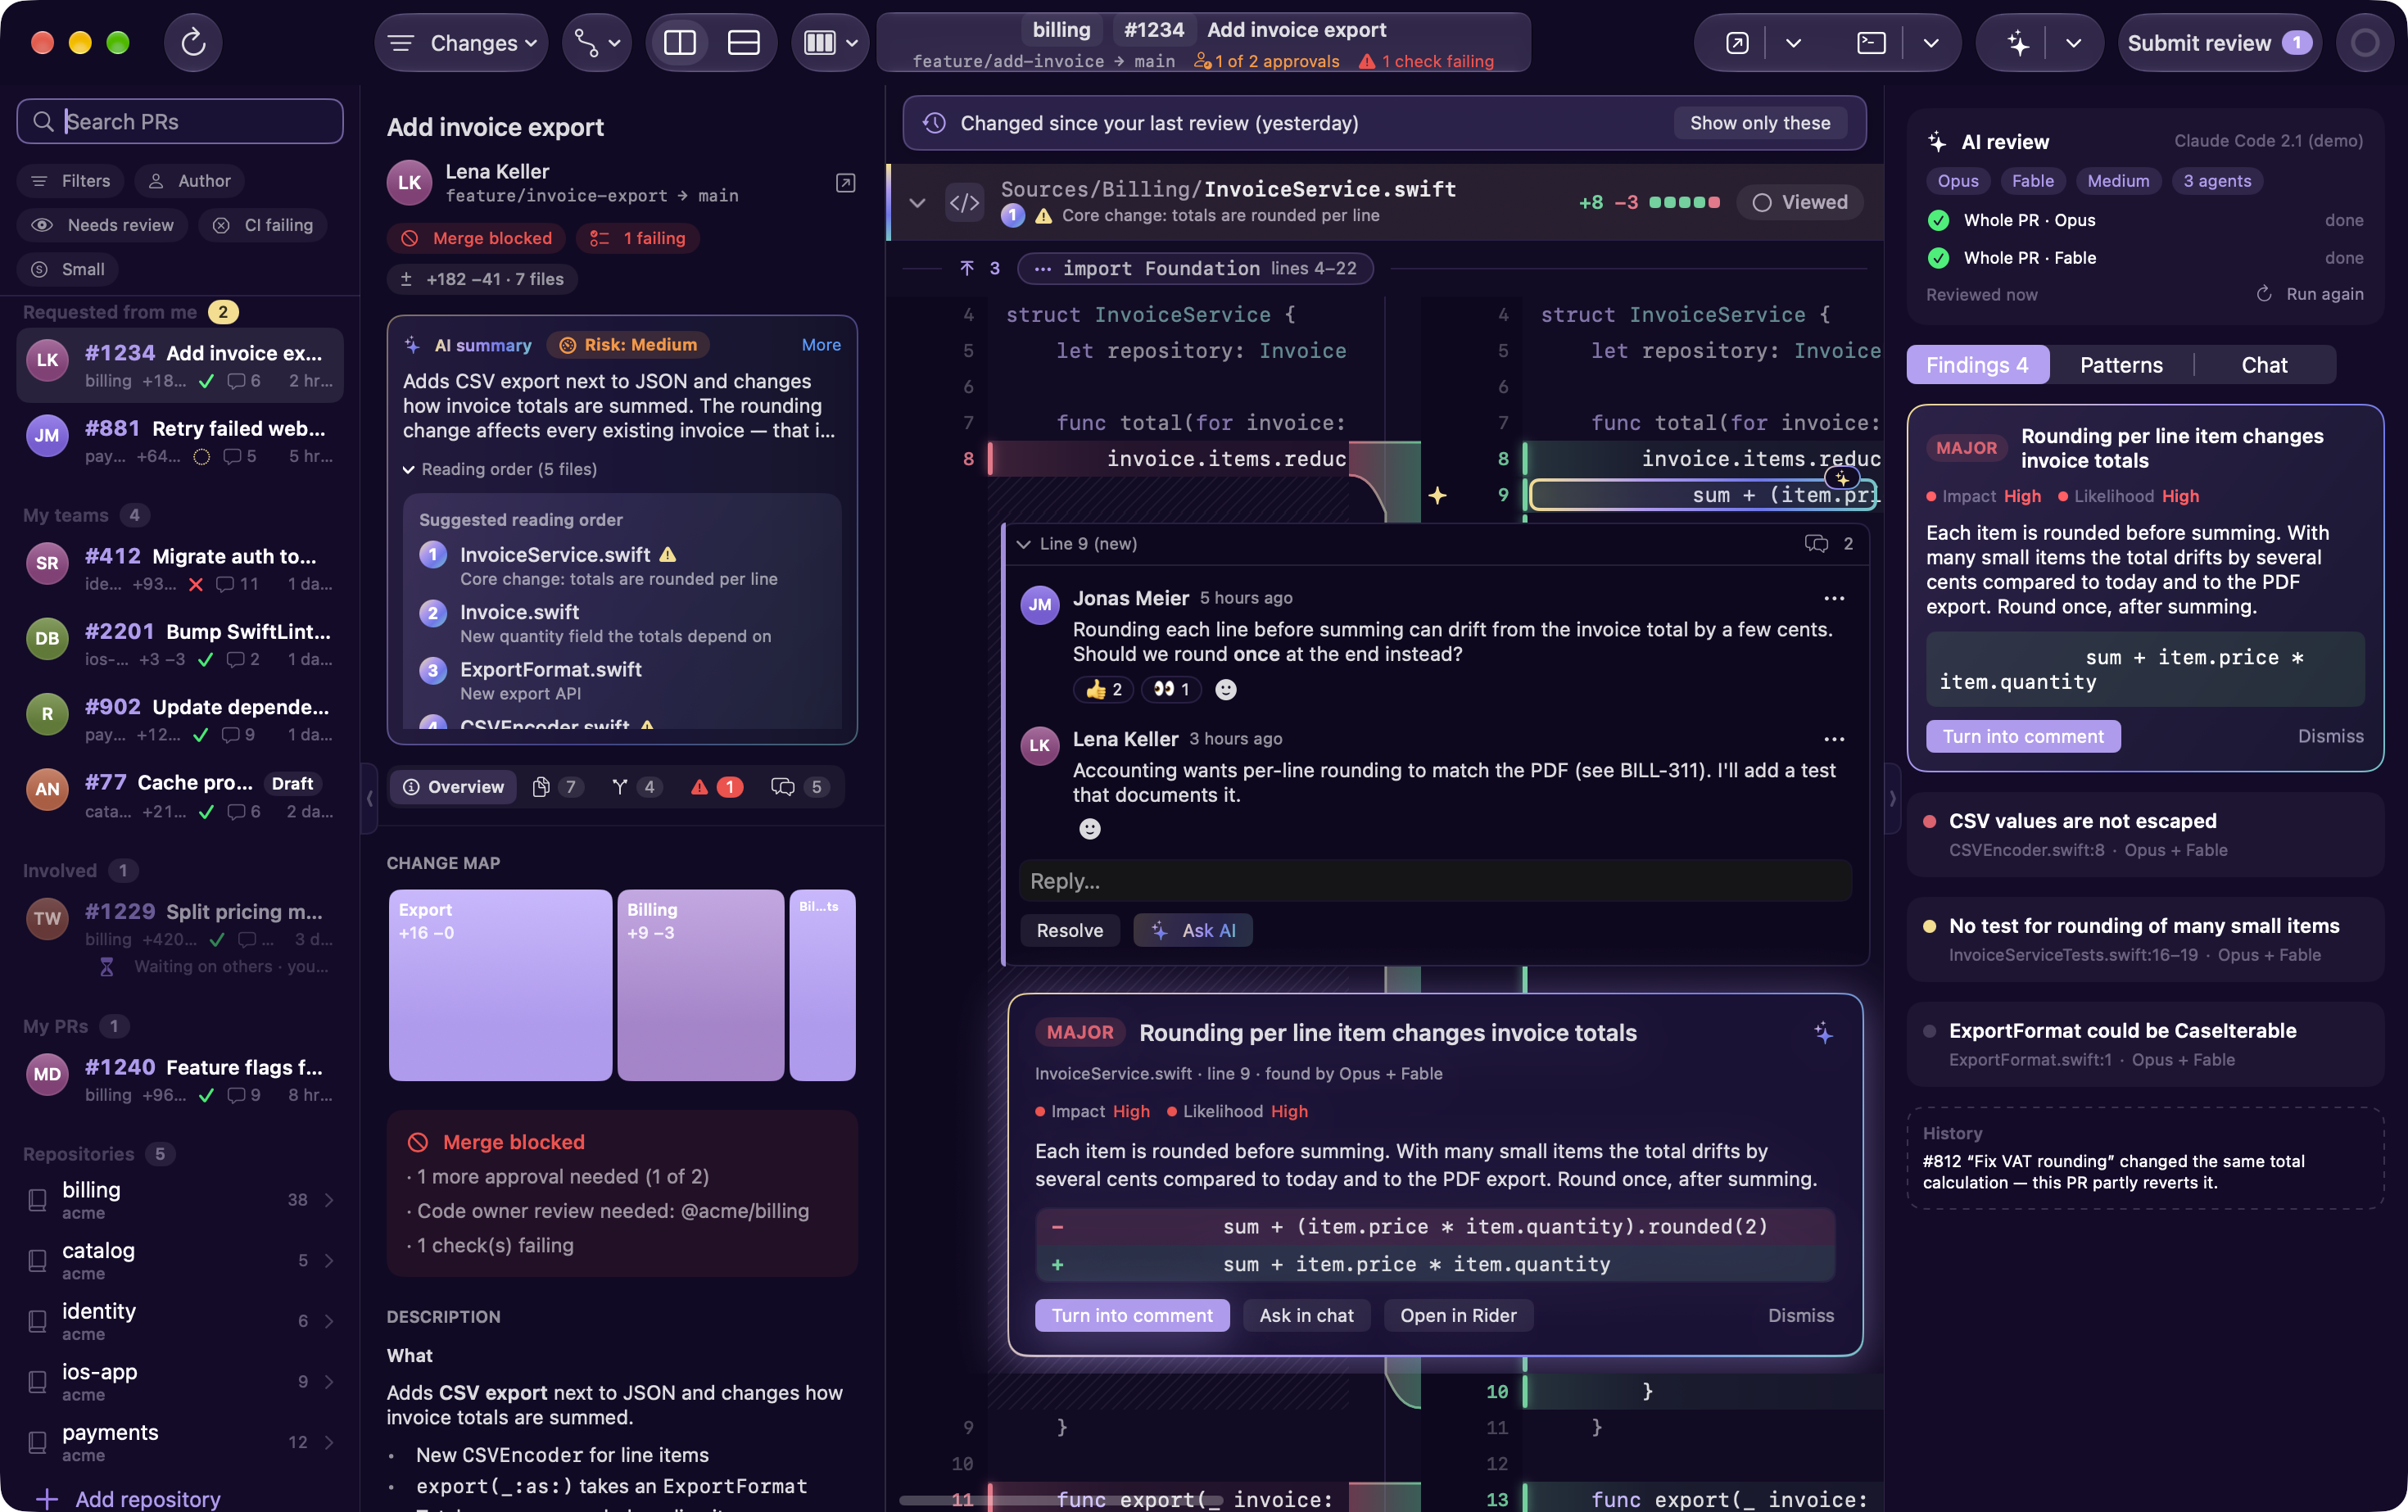 Changes
billing #1234 Add invoice export
feature/add-invoice → main 1 of 2 approvals 1 check failing
Submit review 1
Search PRs
Filters Author
Needs review CI failing
Small
Requested from me 2
LK #1234 Add invoice ex...
billing +18... 6 2 hr...
JM #881 Retry failed web...
pay... +64... 5 5 hr...
My teams 4
SR #412 Migrate auth to...
ide... +93... 11 1 da...
DB #2201 Bump SwiftLint...
ios-... +3 −3 2 1 da...
R #902 Update depende...
pay... +12... 9 1 da...
AN #77 Cache pro... Draft
cata... +21... 6 2 da...
Involved 1
TW #1229 Split pricing m...
billing +420... ... 3 d...
Waiting on others · you...
My PRs 1
MD #1240 Feature flags f...
billing +96... 9 8 hr...
Repositories 5
billing 38
acme
catalog 5
acme
identity 6
acme
ios-app 9
acme
payments 12
acme
Add repository
Add invoice export
LK Lena Keller
feature/invoice-export → main
Merge blocked 1 failing
+182 −41 · 7 files
AI summary Risk: Medium More
Adds CSV export next to JSON and changes
how invoice totals are summed. The rounding
change affects every existing invoice — that i...
Reading order (5 files)
Suggested reading order
1 InvoiceService.swift
Core change: totals are rounded per line
2 Invoice.swift
New quantity field the totals depend on
3 ExportFormat.swift
New export API
4 CSVEncoder.swift
Overview 7 4 1 5
CHANGE MAP
Export
+16 −0
Billing
+9 −3
Bil...ts
Merge blocked
· 1 more approval needed (1 of 2)
· Code owner review needed: @acme/billing
· 1 check(s) failing
DESCRIPTION
What
Adds CSV export next to JSON and changes how
invoice totals are summed.
• New CSVEncoder for line items
• export(_:as:) takes an ExportFormat
Changed since your last review (yesterday) Show only these
Sources/Billing/InvoiceService.swift +8 −3 Viewed
1 Core change: totals are rounded per line
3 ··· import Foundation lines 4–22
4 struct InvoiceService { 4 struct InvoiceService {
5 let repository: Invoice 5 let repository: Invoice
6 6
7 func total(for invoice: 7 func total(for invoice:
8 invoice.items.reduc 8 invoice.items.reduc
9 sum + (item.pri
Line 9 (new) 2
JM Jonas Meier 5 hours ago
Rounding each line before summing can drift from the invoice total by a few cents.
Should we round once at the end instead?
👍 2 👀 1
LK Lena Keller 3 hours ago
Accounting wants per-line rounding to match the PDF (see BILL-311). I'll add a test
that documents it.
Reply...
Resolve Ask AI
MAJOR Rounding per line item changes invoice totals
InvoiceService.swift · line 9 · found by Opus + Fable
Impact High Likelihood High
Each item is rounded before summing. With many small items the total drifts by
several cents compared to today and to the PDF export. Round once, after summing.
− sum + (item.price * item.quantity).rounded(2)
+ sum + item.price * item.quantity
Turn into comment Ask in chat Open in Rider Dismiss
10 }
9 } 11 }
10 12
11 func export(_ invoice: 13 func export(_ invoice:
AI review Claude Code 2.1 (demo)
Opus Fable Medium 3 agents
Whole PR · Opus done
Whole PR · Fable done
Reviewed now Run again
Findings 4 Patterns Chat
MAJOR Rounding per line item changes
invoice totals
Impact High Likelihood High
Each item is rounded before summing. With
many small items the total drifts by several
cents compared to today and to the PDF
export. Round once, after summing.
sum + item.price *
item.quantity
Turn into comment Dismiss
CSV values are not escaped
CSVEncoder.swift:8 · Opus + Fable
No test for rounding of many small items
InvoiceServiceTests.swift:16–19 · Opus + Fable
ExportFormat could be CaseIterable
ExportFormat.swift:1 · Opus + Fable
History
#812 “Fix VAT rounding” changed the same total
calculation — this PR partly reverts it.